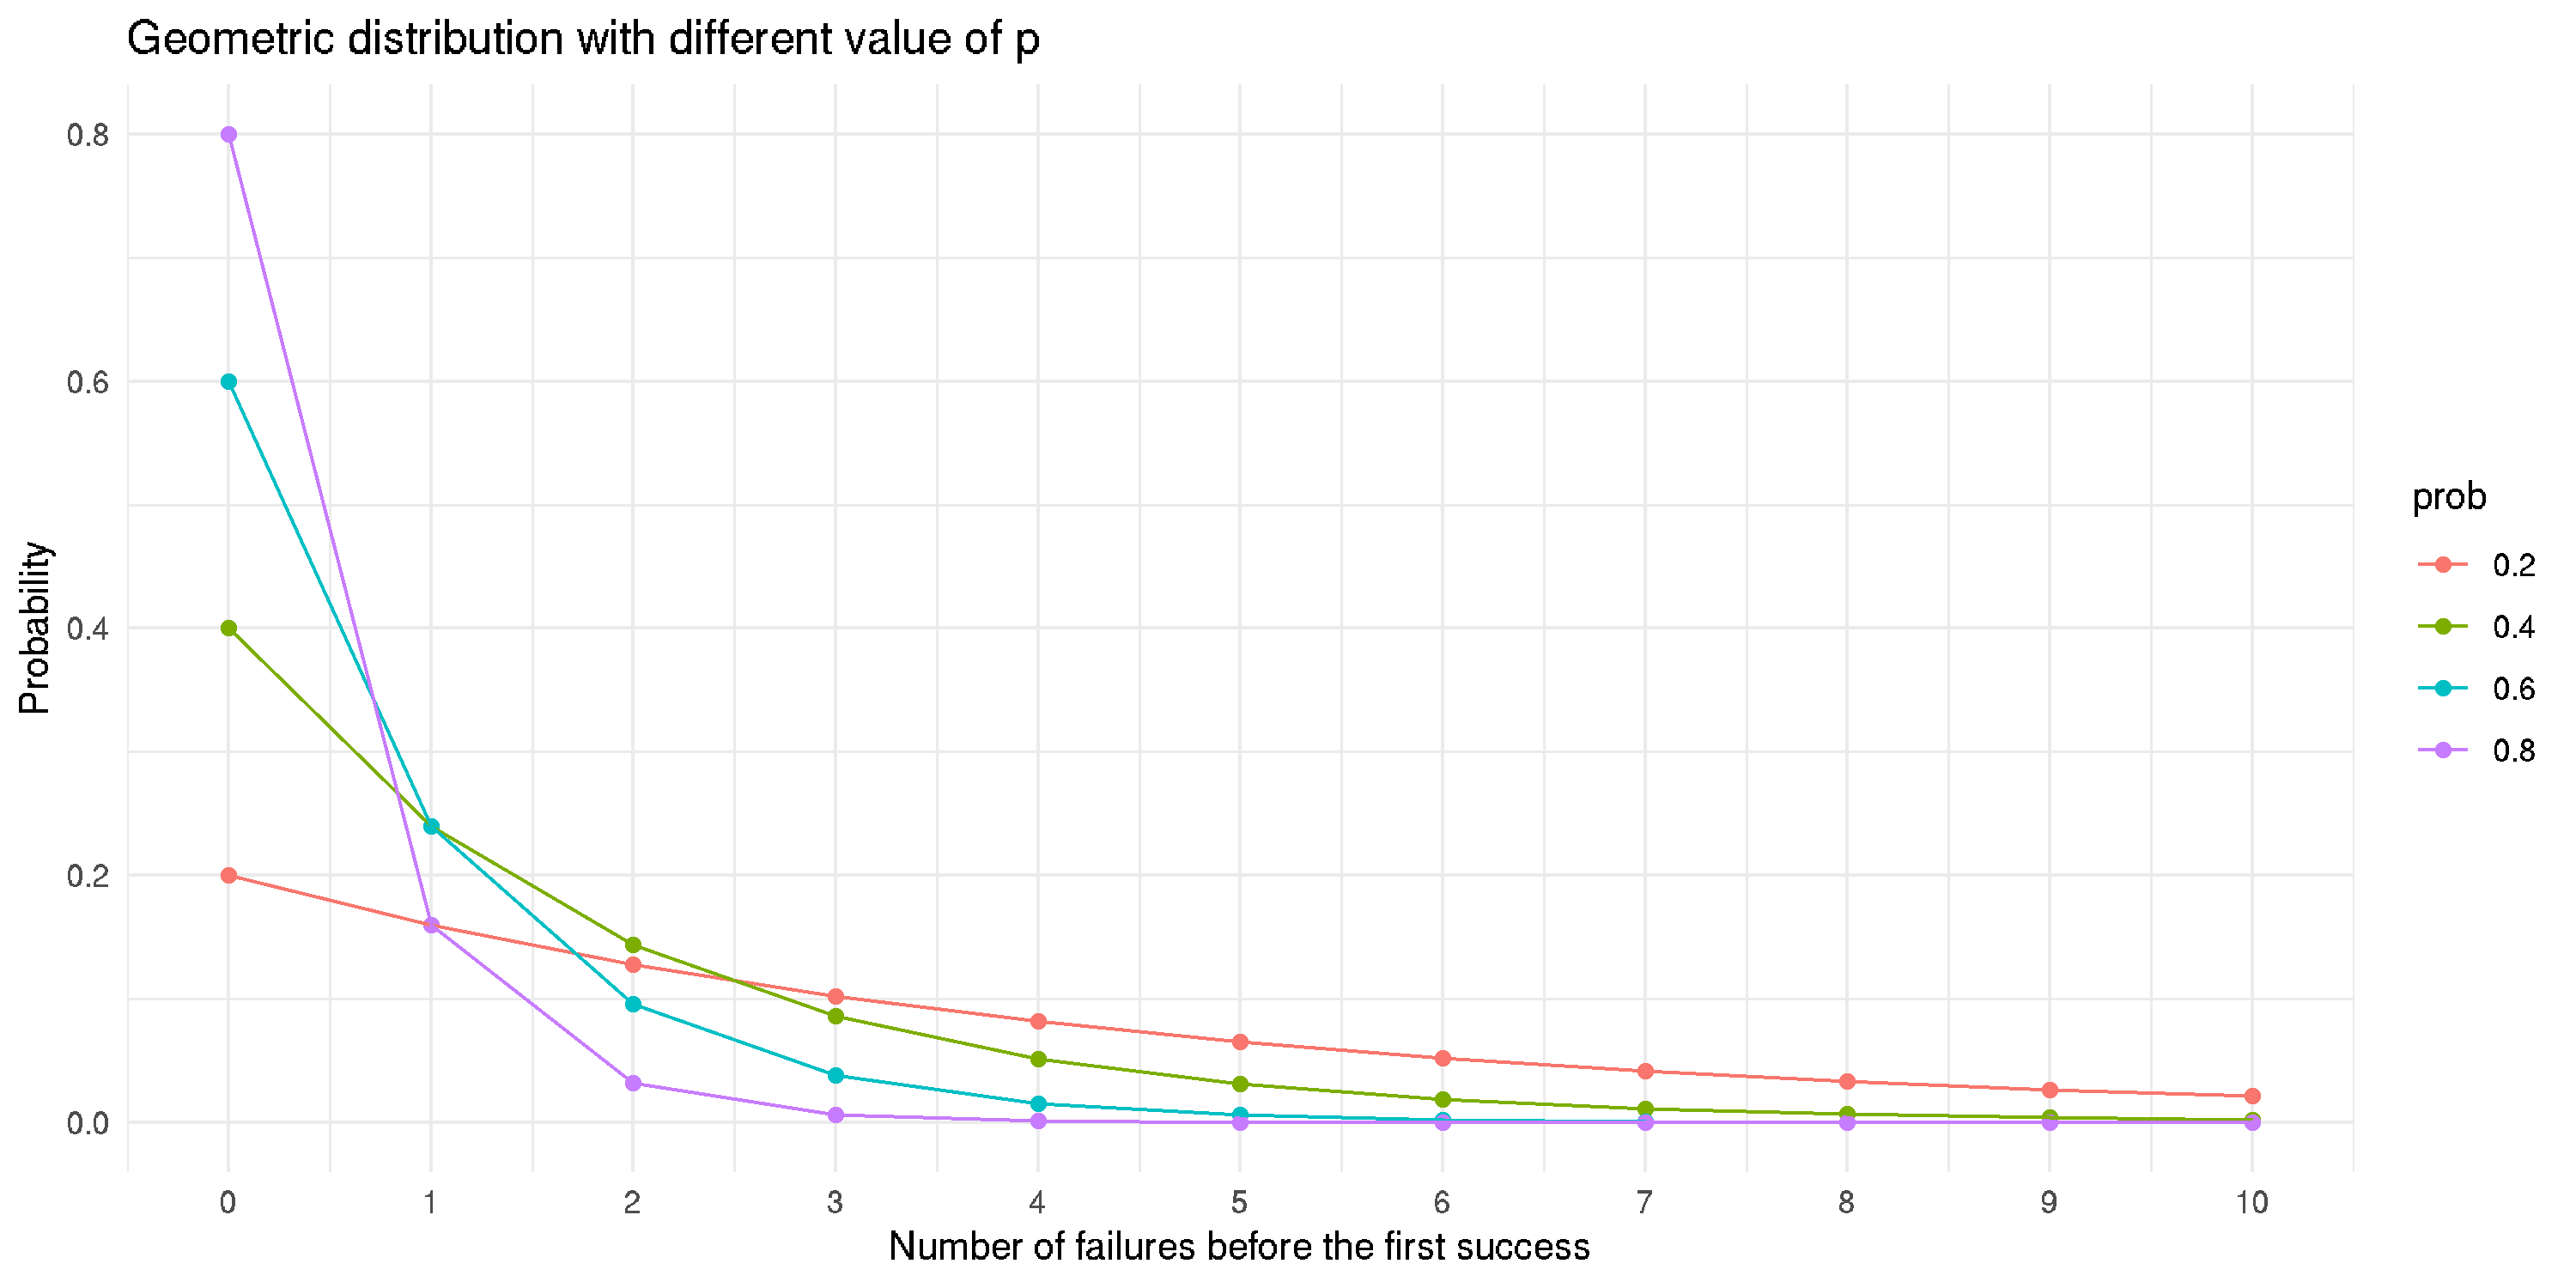 Geometric distribution with different value of p
0.8
0.6
0.4
0.2
0.0
Probability
0 1 2 3 4 5 6 7 8 9 10
Number of failures before the first success
prob
0.2
0.4
0.6
0.8